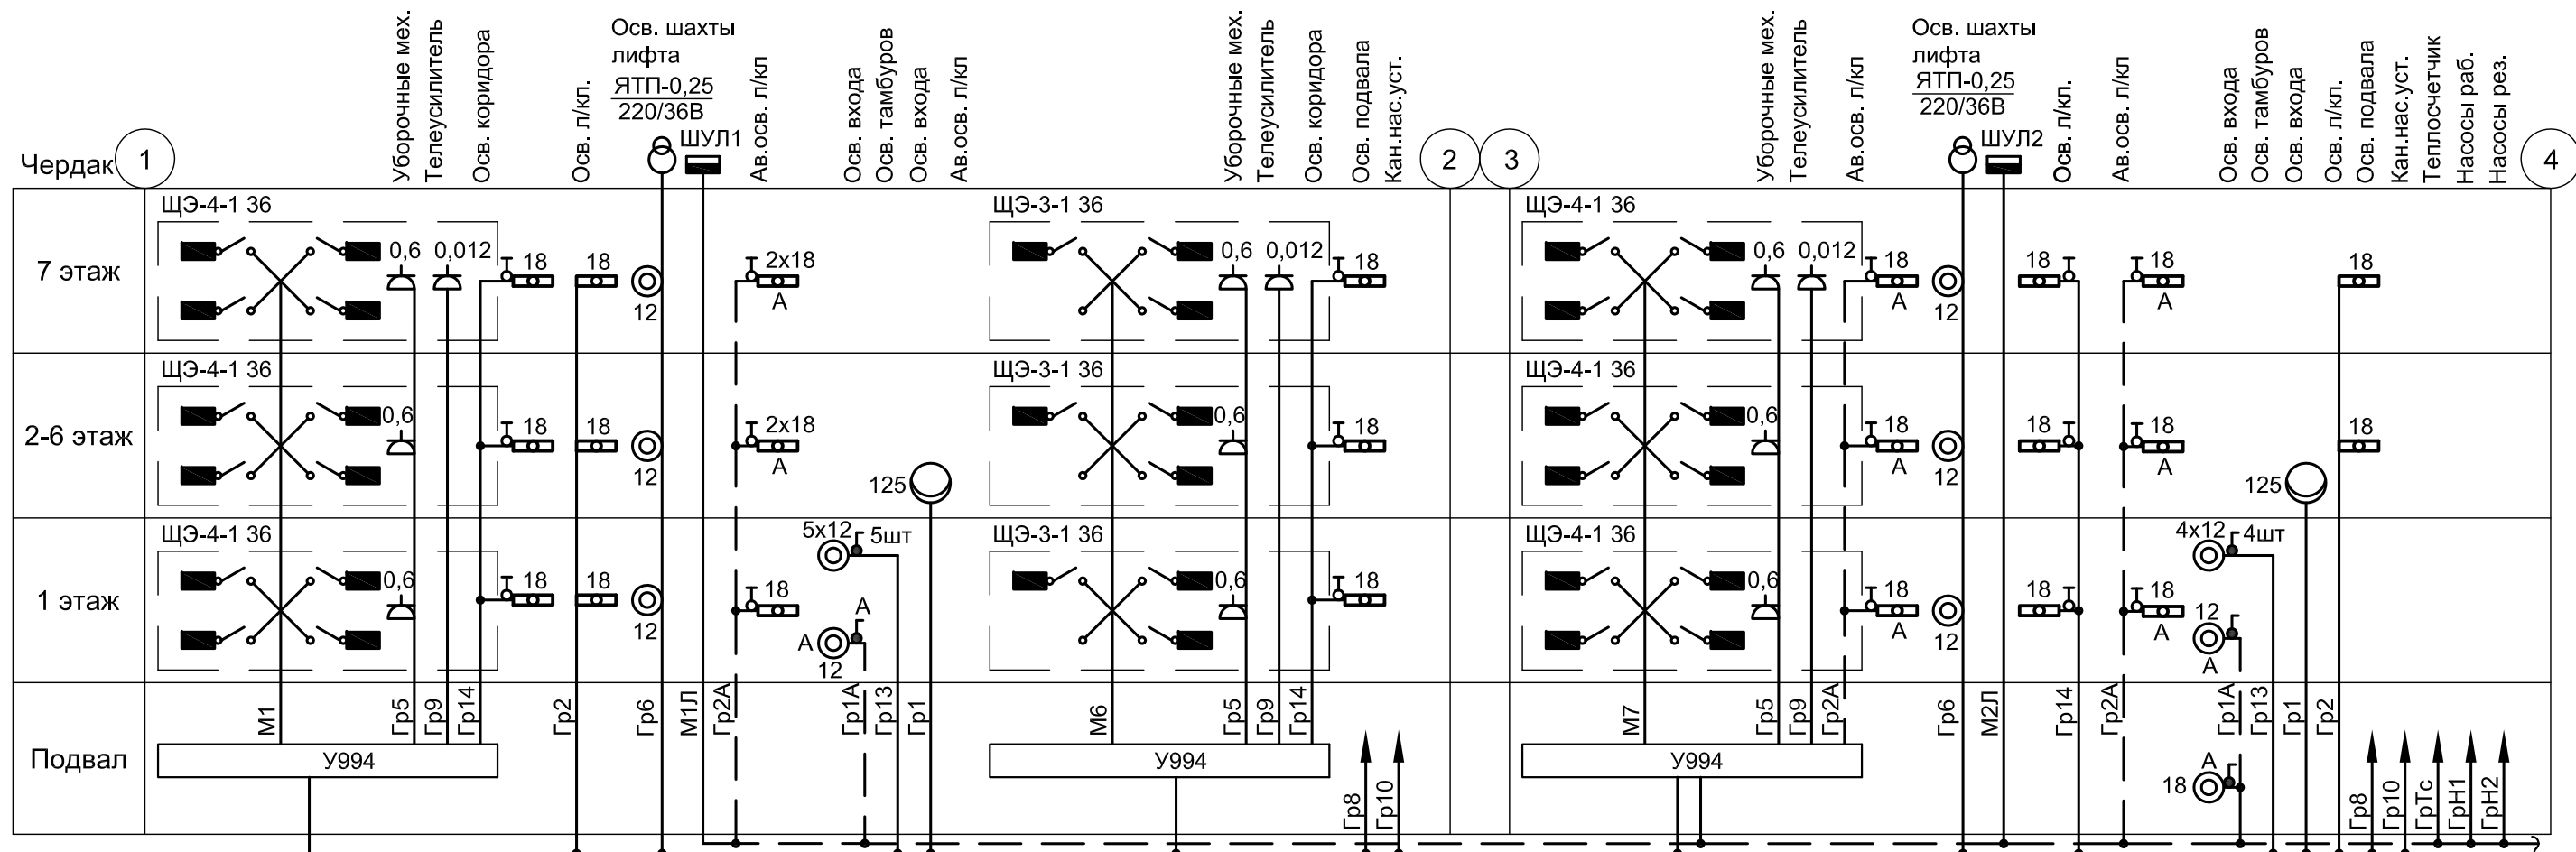 Уборочные мех.
Телеусилитель
Осв. коридора
Осв. л/кл.
Осв. шахты
лифта
ЯТП-0,25
220/36В
ШУЛ1
Ав.осв. л/кл
Осв. входа
Осв. тамбуров
Осв. входа
Ав.осв. л/кл
Уборочные мех.
Телеусилитель
Осв. коридора
Осв. подвала
Кан.нас.уст.
Уборочные мех.
Телеусилитель
Ав.осв. л/кл
Осв. шахты
лифта
ЯТП-0,25
220/36В
ШУЛ2
Осв. л/кл.
Ав.осв. л/кл
Осв. входа
Осв. тамбуров
Осв. входа
Осв. л/кл.
Осв. подвала
Кан.нас.уст.
Теплосчетчик
Насосы раб.
Насосы рез.
Чердак
1
2
3
4
7 этаж
ЩЭ-4-1 36
0,6
0,012
18
18
12
2х18
А
ЩЭ-3-1 36
0,6
0,012
18
ЩЭ-4-1 36
0,6
0,012
18
А
12
18
18
А
18
2-6 этаж
ЩЭ-4-1 36
0,6
18
18
12
2х18
А
125
ЩЭ-3-1 36
0,6
18
ЩЭ-4-1 36
0,6
18
А
12
18
18
А
125
18
1 этаж
ЩЭ-4-1 36
0,6
18
18
12
18
5х12
5шт
А
А
12
ЩЭ-3-1 36
0,6
18
ЩЭ-4-1 36
0,6
18
А
12
18
18
А
4х12
4шт
12
А
Подвал
М1
Гр5
Гр9
Гр14
Гр2
Гр6
М1Л
Гр2А
Гр1А
Гр13
Гр1
М6
Гр5
Гр9
Гр14
М7
Гр5
Гр9
Гр2А
Гр6
М2Л
Гр14
Гр2А
Гр1А
Гр13
Гр1
Гр2
У994
У994
Гр8
Гр10
У994
А
18
Гр8
Гр10
ГрТс
ГрН1
ГрН2